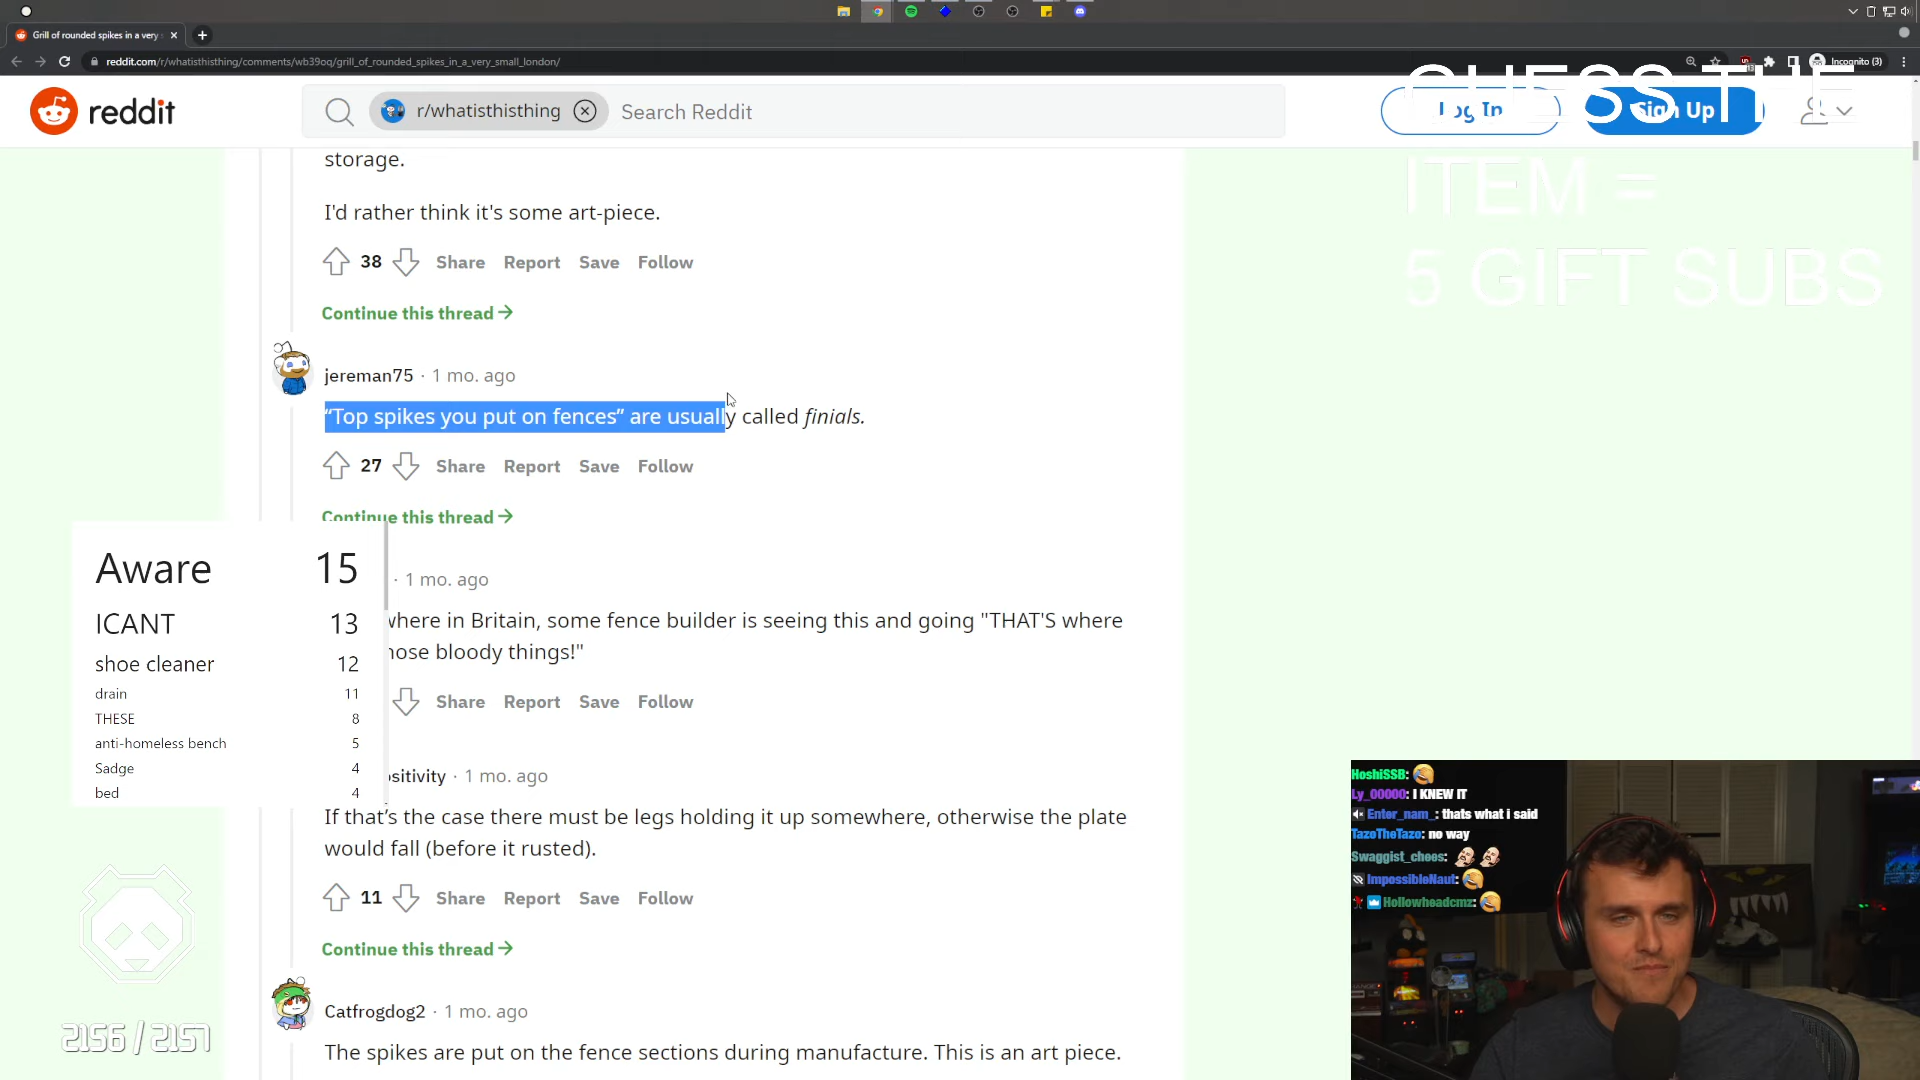 Grill of rounded spikes in a very
reddit.com/r/whatisthisthing/comments/wb39oq/grill_of_rounded_spikes_in_a_very_small_london/
Incognito (3)
reddit
r/whatisthisthing
Search Reddit
Log In
Sign Up
GUESS THE
ITEM =
5 GIFT SUBS
storage.
I'd rather think it's some art-piece.
38 Share Report Save Follow
Continue this thread →
jereman75 · 1 mo. ago
“Top spikes you put on fences” are usually called finials.
27 Share Report Save Follow
Continue this thread →
· 1 mo. ago
where in Britain, some fence builder is seeing this and going "THAT'S where
hose bloody things!"
Share Report Save Follow
ositivity · 1 mo. ago
If that’s the case there must be legs holding it up somewhere, otherwise the plate
would fall (before it rusted).
11 Share Report Save Follow
Continue this thread →
Catfrogdog2 · 1 mo. ago
The spikes are put on the fence sections during manufacture. This is an art piece.
Aware 15
ICANT 13
shoe cleaner 12
drain 11
THESE 8
anti-homeless bench 5
Sadge 4
bed 4
2156 / 2157
HoshiSSB:
Ly_00000: I KNEW IT
Enter_nam_: thats what i said
TazoTheTazo: no way
Swaggist_chees:
ImpossibleNaut:
Hollowheadcmz: